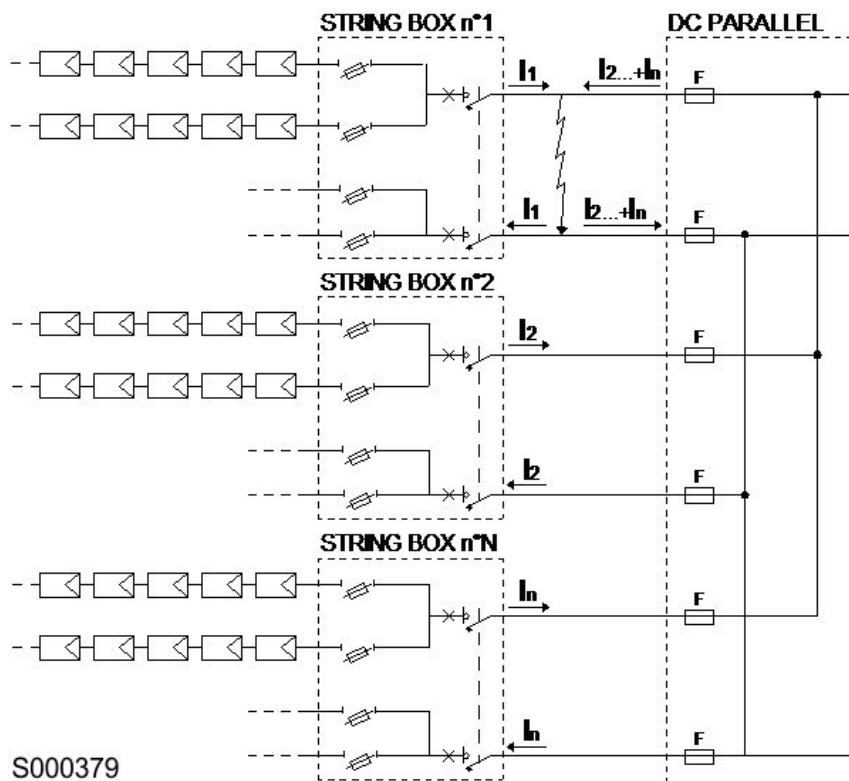 STRING BOX n°1 DC PARALLEL
I1 I2...+In F
I1 I2...+In F
STRING BOX n°2
I2 F
I2 F
STRING BOX n°N
In F
In F
S000379